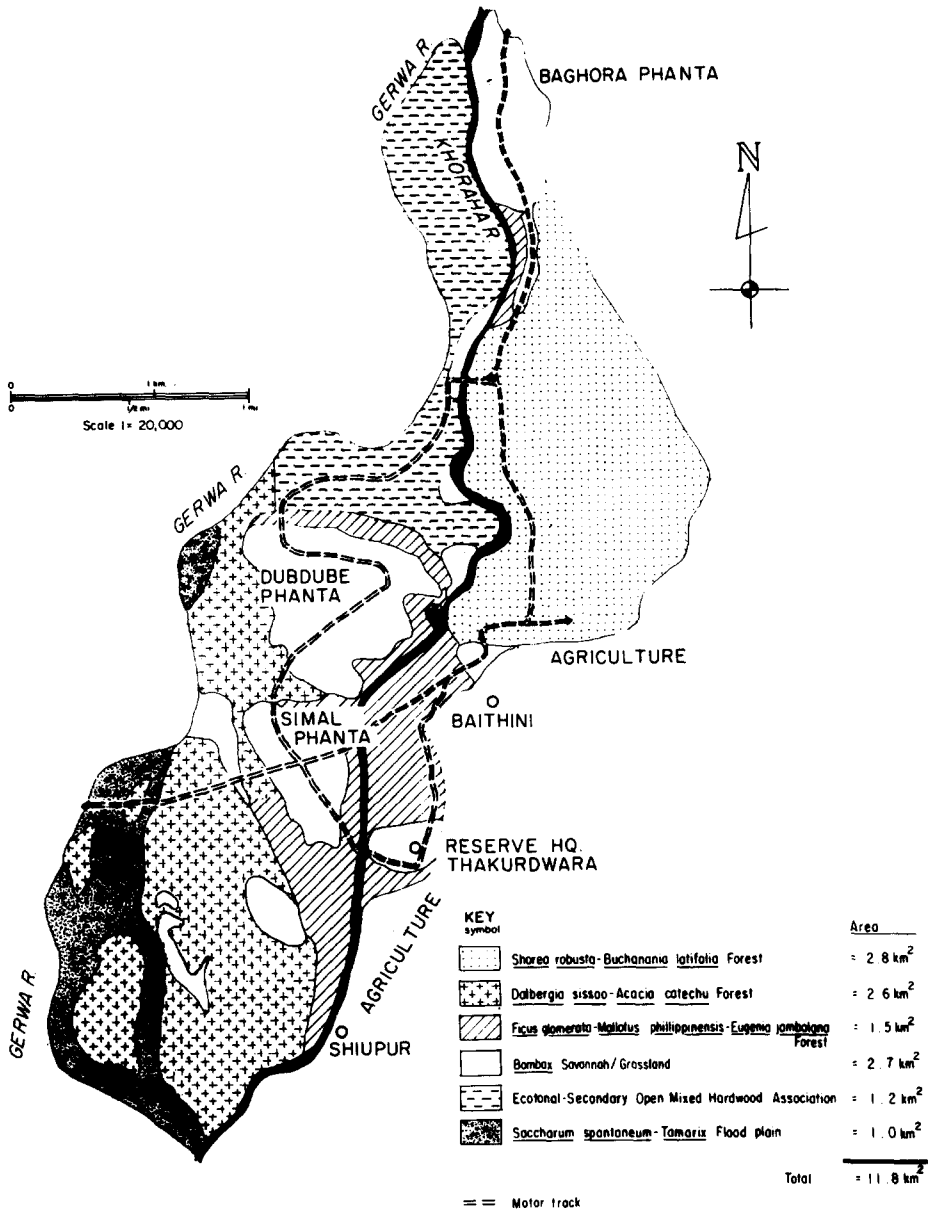 GERWA R.
BAGHORA PHANTA
KHORAHA R
N
0 1 km.
0 1/2 mi 1 mi
Scale 1 = 20,000
GERWA R.
DUBDUBE
PHANTA
AGRICULTURE
BAITHINI
SIMAL
PHANTA
RESERVE HQ.
THAKURDWARA
AGRICULTURE
GERWA R.
SHIUPUR
KEY
symbol
Area
Shorea robusta-Buchanania latifolia Forest = 2.8 km²
Dalbergia sissoo-Acacia catechu Forest = 2 6 km²
Ficus glomerata-Mallotus phillippinensis-Eugenia jambolana = 1.5 km²
Forest
Bombax Savannah/Grassland = 2.7 km²
Ecotonal-Secondary Open Mixed Hardwood Association = 1.2 km²
Saccharum spontaneum-Tamarix Flood plain = 1.0 km²
Total = 11.8 km²
== Motor track